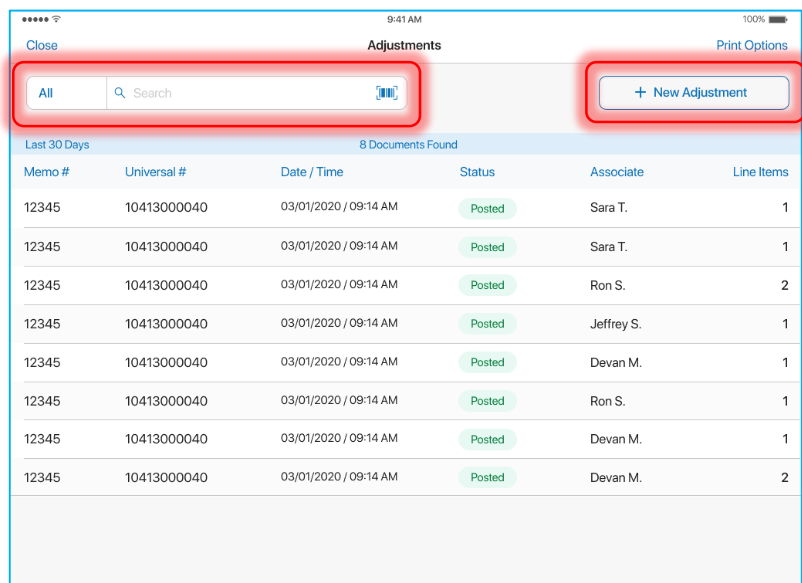 9:41 AM 100%
Close Adjustments Print Options
All Search + New Adjustment
Last 30 Days 8 Documents Found
Memo # Universal # Date / Time Status Associate Line Items
12345 10413000040 03/01/2020 / 09:14 AM Posted Sara T. 1
12345 10413000040 03/01/2020 / 09:14 AM Posted Sara T. 1
12345 10413000040 03/01/2020 / 09:14 AM Posted Ron S. 2
12345 10413000040 03/01/2020 / 09:14 AM Posted Jeffrey S. 1
12345 10413000040 03/01/2020 / 09:14 AM Posted Devan M. 1
12345 10413000040 03/01/2020 / 09:14 AM Posted Ron S. 1
12345 10413000040 03/01/2020 / 09:14 AM Posted Devan M. 1
12345 10413000040 03/01/2020 / 09:14 AM Posted Devan M. 2